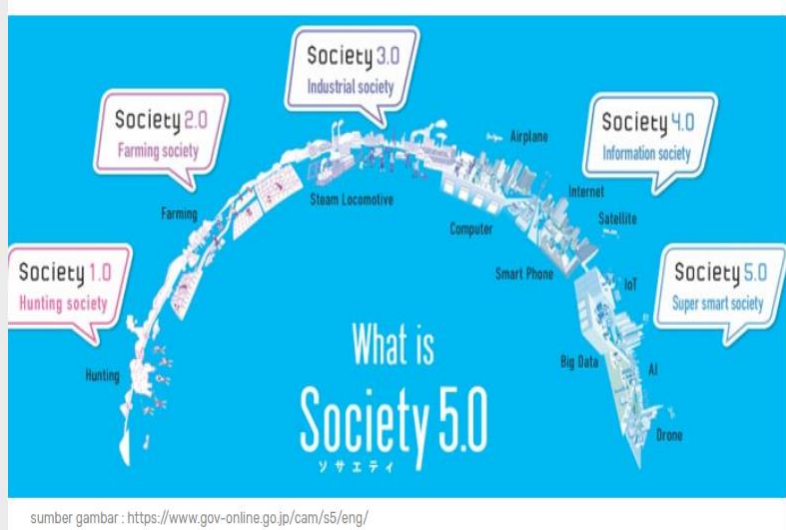 Society 3.0
Industrial society
Society 2.0
Farming society
Society 4.0
Information society
Airplane
Steam Locomotive
Internet
Farming
Satellite
Computer
Society 1.0
Hunting society
Smart Phone
IoT
Society 5.0
Super smart society
What is
Society 5.0
ソサエティ
Hunting
Big Data
AI
Drone
sumber gambar : https://www.gov-online.go.jp/cam/s5/eng/